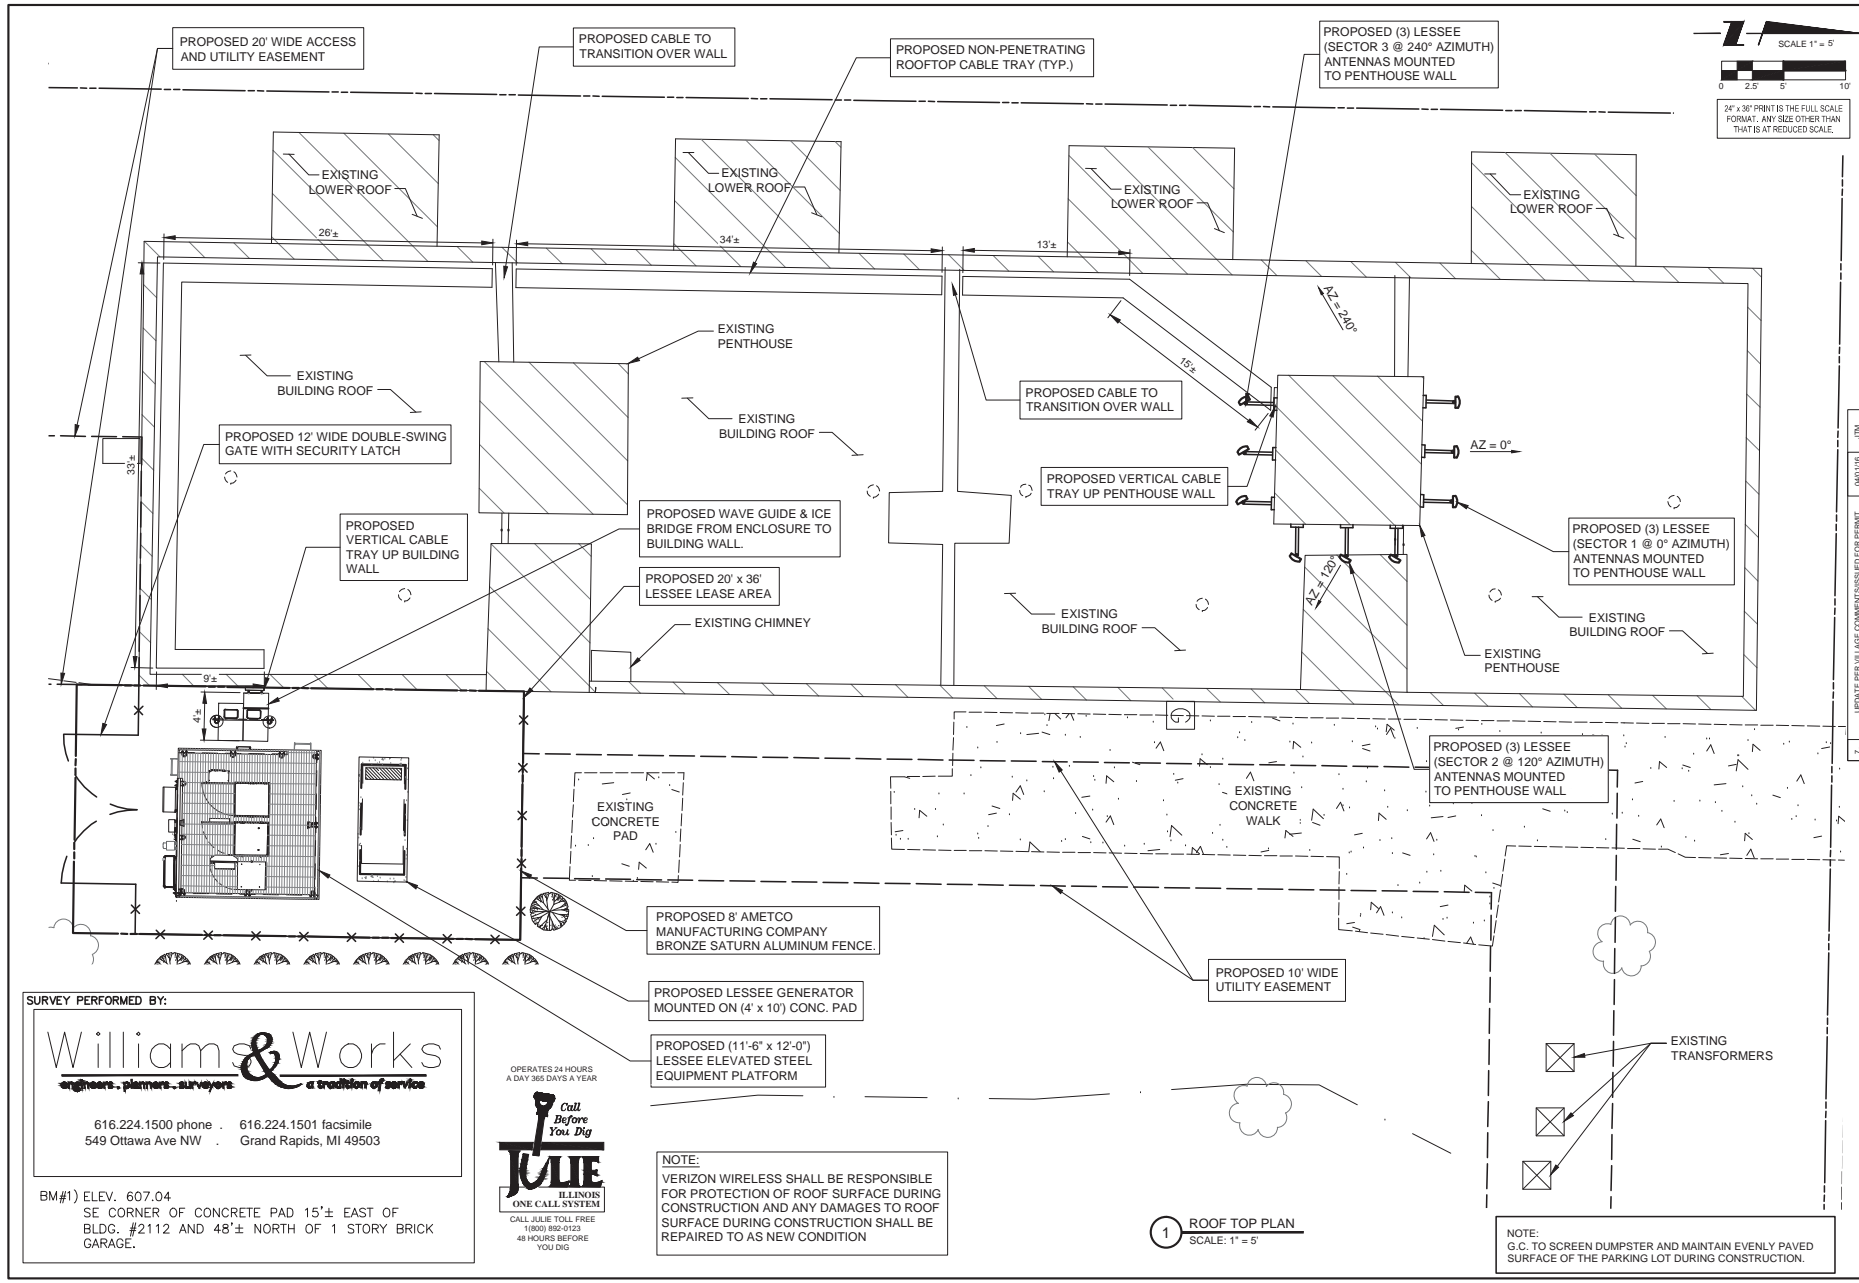 PROPOSED 20' WIDE ACCESS
AND UTILITY EASEMENT
PROPOSED CABLE TO
TRANSITION OVER WALL
PROPOSED NON-PENETRATING
ROOFTOP CABLE TRAY (TYP.)
PROPOSED (3) LESSEE
(SECTOR 3 @ 240° AZIMUTH)
ANTENNAS MOUNTED
TO PENTHOUSE WALL
SCALE 1" = 5'
0 2.5' 5' 10'
24" x 36" PRINT IS THE FULL SCALE
FORMAT. ANY SIZE OTHER THAN
THAT IS AT REDUCED SCALE.
EXISTING
LOWER ROOF
EXISTING
LOWER ROOF
EXISTING
LOWER ROOF
EXISTING
LOWER ROOF
26'±
34'±
13'±
AZ = 240°
EXISTING
PENTHOUSE
15'±
EXISTING
BUILDING ROOF
EXISTING
BUILDING ROOF
PROPOSED CABLE TO
TRANSITION OVER WALL
PROPOSED 12' WIDE DOUBLE-SWING
GATE WITH SECURITY LATCH
33'±
AZ = 0°
PROPOSED VERTICAL CABLE
TRAY UP PENTHOUSE WALL
PROPOSED
VERTICAL CABLE
TRAY UP BUILDING
WALL
PROPOSED WAVE GUIDE & ICE
BRIDGE FROM ENCLOSURE TO
BUILDING WALL.
PROPOSED (3) LESSEE
(SECTOR 1 @ 0° AZIMUTH)
ANTENNAS MOUNTED
TO PENTHOUSE WALL
PROPOSED 20' x 36'
LESSEE LEASE AREA
AZ = 120°
EXISTING CHIMNEY
EXISTING
BUILDING ROOF
EXISTING
BUILDING ROOF
EXISTING
PENTHOUSE
9'±
4'±
G
PROPOSED (3) LESSEE
(SECTOR 2 @ 120° AZIMUTH)
ANTENNAS MOUNTED
TO PENTHOUSE WALL
EXISTING
CONCRETE
PAD
EXISTING
CONCRETE
WALK
PROPOSED 8' AMETCO
MANUFACTURING COMPANY
BRONZE SATURN ALUMINUM FENCE.
PROPOSED 10' WIDE
UTILITY EASEMENT
PROPOSED LESSEE GENERATOR
MOUNTED ON (4' x 10') CONC. PAD
PROPOSED (11'-6" x 12'-0")
LESSEE ELEVATED STEEL
EQUIPMENT PLATFORM
EXISTING
TRANSFORMERS
SURVEY PERFORMED BY:
Williams & Works
engineers . planners . surveyors a tradition of service
616.224.1500 phone . 616.224.1501 facsimile
549 Ottawa Ave NW . Grand Rapids, MI 49503
BM#1) ELEV. 607.04
SE CORNER OF CONCRETE PAD 15'± EAST OF
BLDG. #2112 AND 48'± NORTH OF 1 STORY BRICK
GARAGE.
OPERATES 24 HOURS
A DAY 365 DAYS A YEAR
Call
Before
You Dig
JULIE
ILLINOIS
ONE CALL SYSTEM
CALL JULIE TOLL FREE
1(800) 892-0123
48 HOURS BEFORE
YOU DIG
NOTE:
VERIZON WIRELESS SHALL BE RESPONSIBLE
FOR PROTECTION OF ROOF SURFACE DURING
CONSTRUCTION AND ANY DAMAGES TO ROOF
SURFACE DURING CONSTRUCTION SHALL BE
REPAIRED TO AS NEW CONDITION
1 ROOF TOP PLAN
SCALE: 1" = 5'
NOTE:
G.C. TO SCREEN DUMPSTER AND MAINTAIN EVENLY PAVED
SURFACE OF THE PARKING LOT DURING CONSTRUCTION.